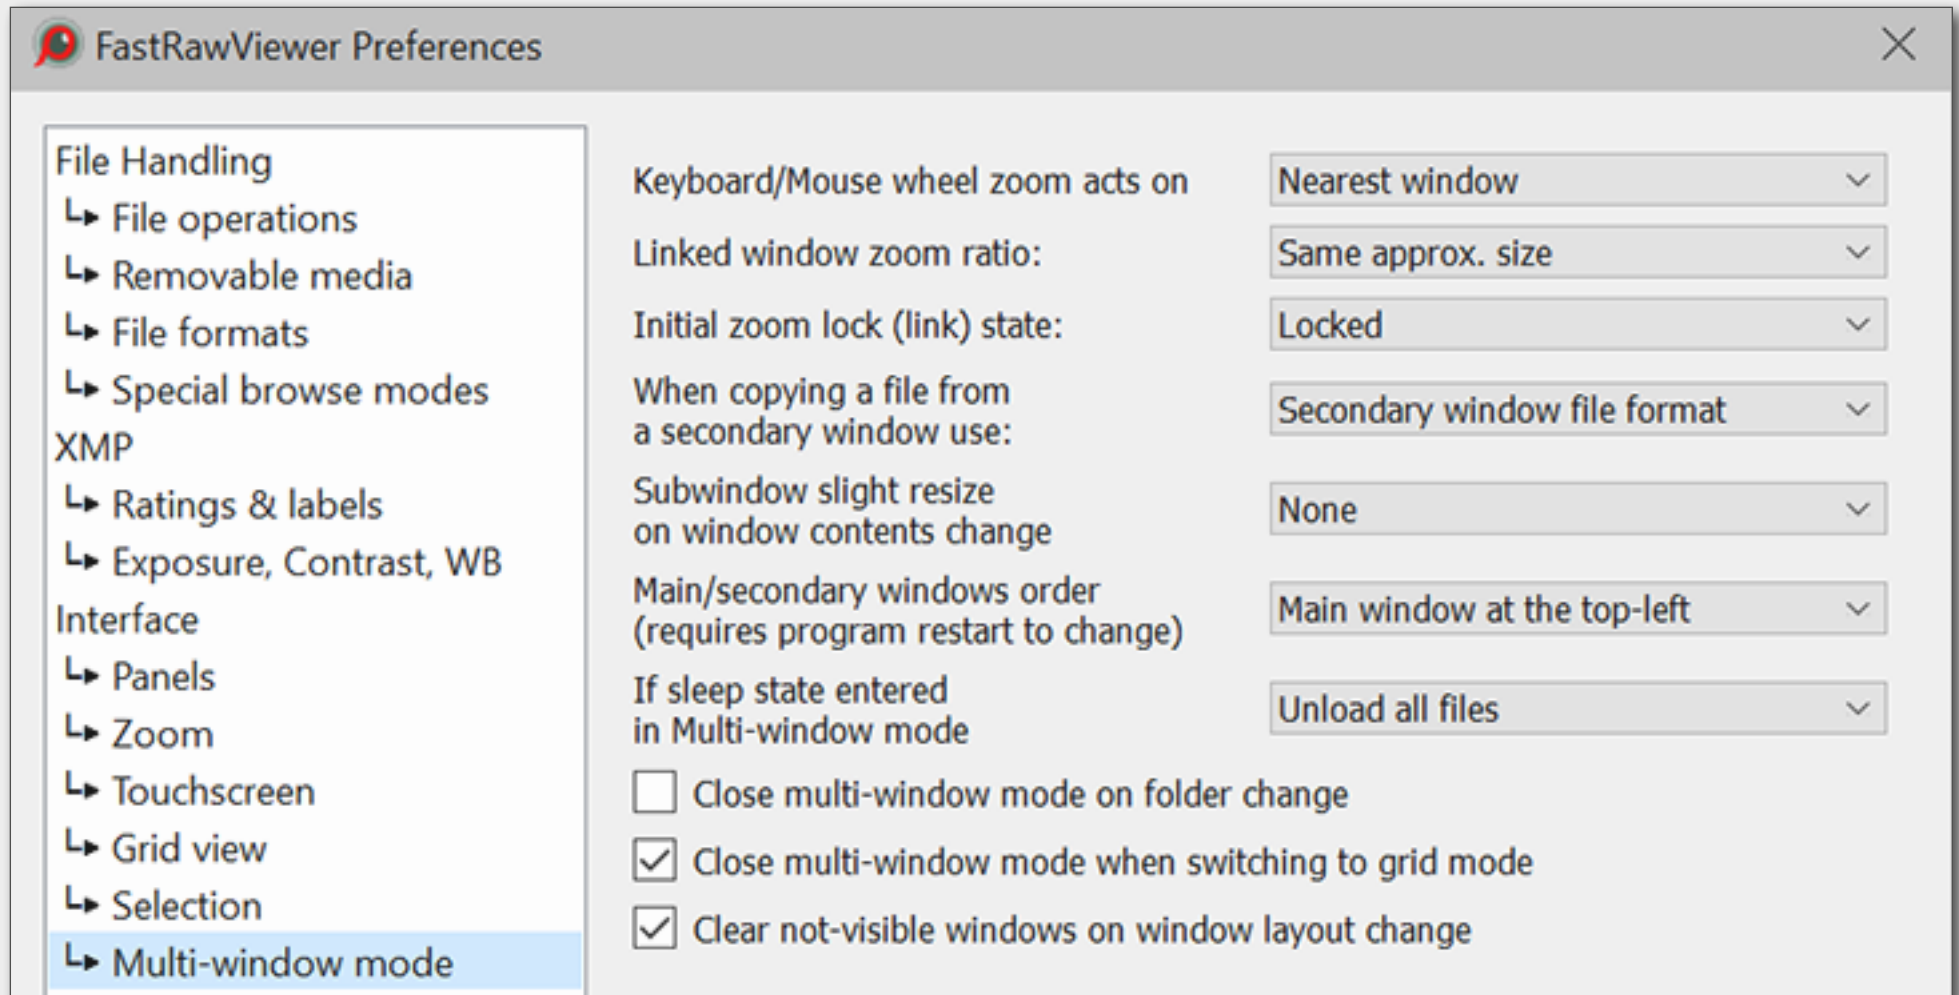 FastRawViewer Preferences
File Handling
File operations
Removable media
File formats
Special browse modes
XMP
Ratings & labels
Exposure, Contrast, WB
Interface
Panels
Zoom
Touchscreen
Grid view
Selection
Multi-window mode
Keyboard/Mouse wheel zoom acts on
Nearest window
Linked window zoom ratio:
Same approx. size
Initial zoom lock (link) state:
Locked
When copying a file from
a secondary window use:
Secondary window file format
Subwindow slight resize
on window contents change
None
Main/secondary windows order
(requires program restart to change)
Main window at the top-left
If sleep state entered
in Multi-window mode
Unload all files
Close multi-window mode on folder change
Close multi-window mode when switching to grid mode
Clear not-visible windows on window layout change